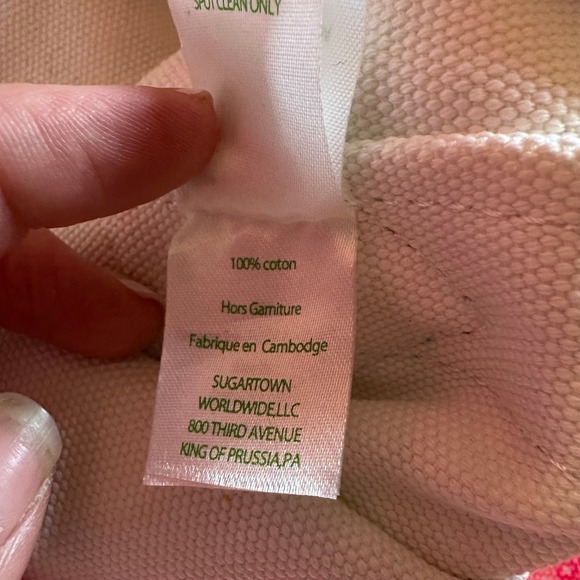 SPOT CLEAN ONLY
100% coton
Hors Garniture
Fabrique en Cambodge
SUGARTOWN
WORLDWIDE,LLC
800 THIRD AVENUE
KING OF PRUSSIA,PA